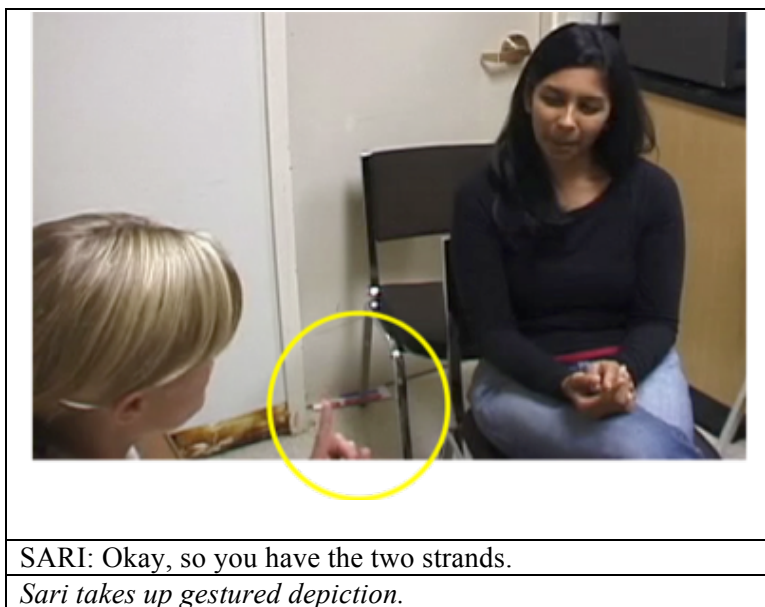 SARI: Okay, so you have the two strands.
Sari takes up gestured depiction.